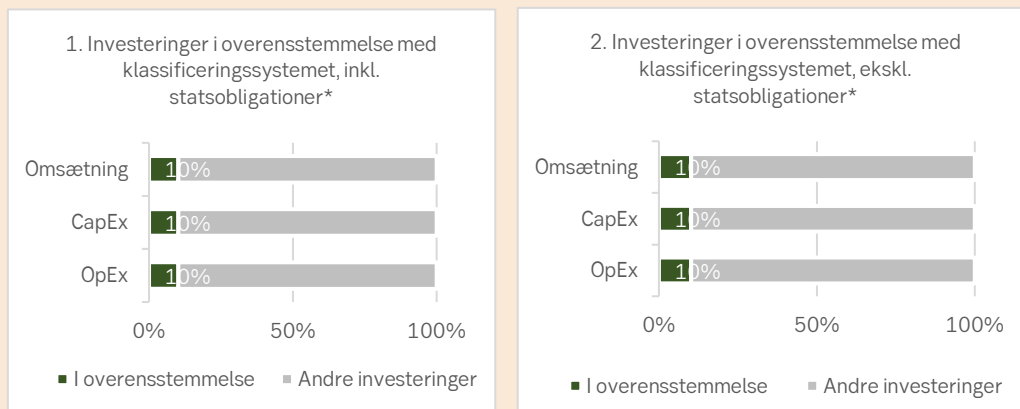 1. Investeringer i overensstemmelse med
klassificeringssystemet, inkl.
statsobligationer*
Omsætning
10%
CapEx
10%
OpEx
10%
0%
50%
100%
I overensstemmelse
Andre investeringer
2. Investeringer i overensstemmelse med
klassificeringssystemet, ekskl.
statsobligationer*
Omsætning
10%
CapEx
10%
OpEx
10%
0%
50%
100%
I overensstemmelse
Andre investeringer